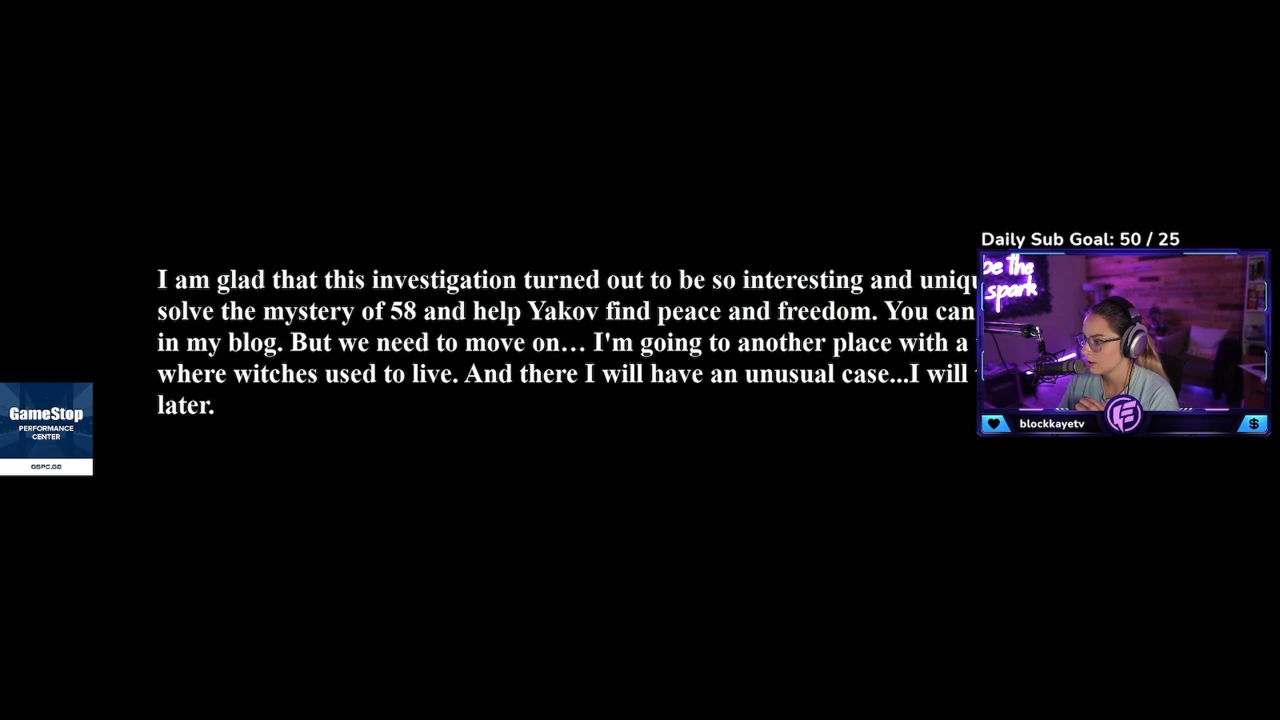 Daily Sub Goal: 50 / 25
be the
spark
I am glad that this investigation turned out to be so interesting and
solve the mystery of 58 and help Yakov find peace and freedom. You can
in my blog. But we need to move on… I'm going to another place with a
where witches used to live. And there I will have an unusual case...I will
later.
GameStop
PERFORMANCE
CENTER
GSPC.GG
blockkayetv
$